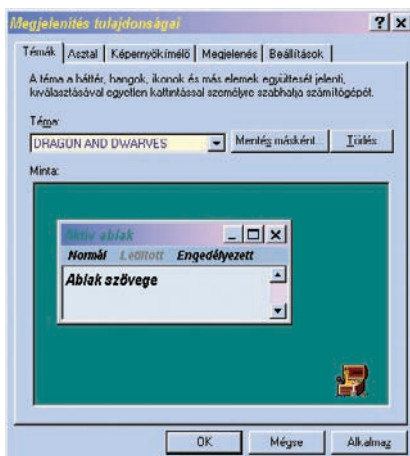 Megjelenítés tulajdonságai
Témák Asztal Képernyőkímélő Megjelenés Beállítások
A téma a háttér, hangok, ikonok és más elemek együttesét jelenti,
kiválasztásával egyetlen kattintással személyre szabhatja számítógépét.
Téma:
DRAGON AND DWARVES Mentés másként... Törlés
Minta:
Aktív ablak
Normál Letiltott Engedélyezett
Ablak szövege
OK Mégse Alkalmaz